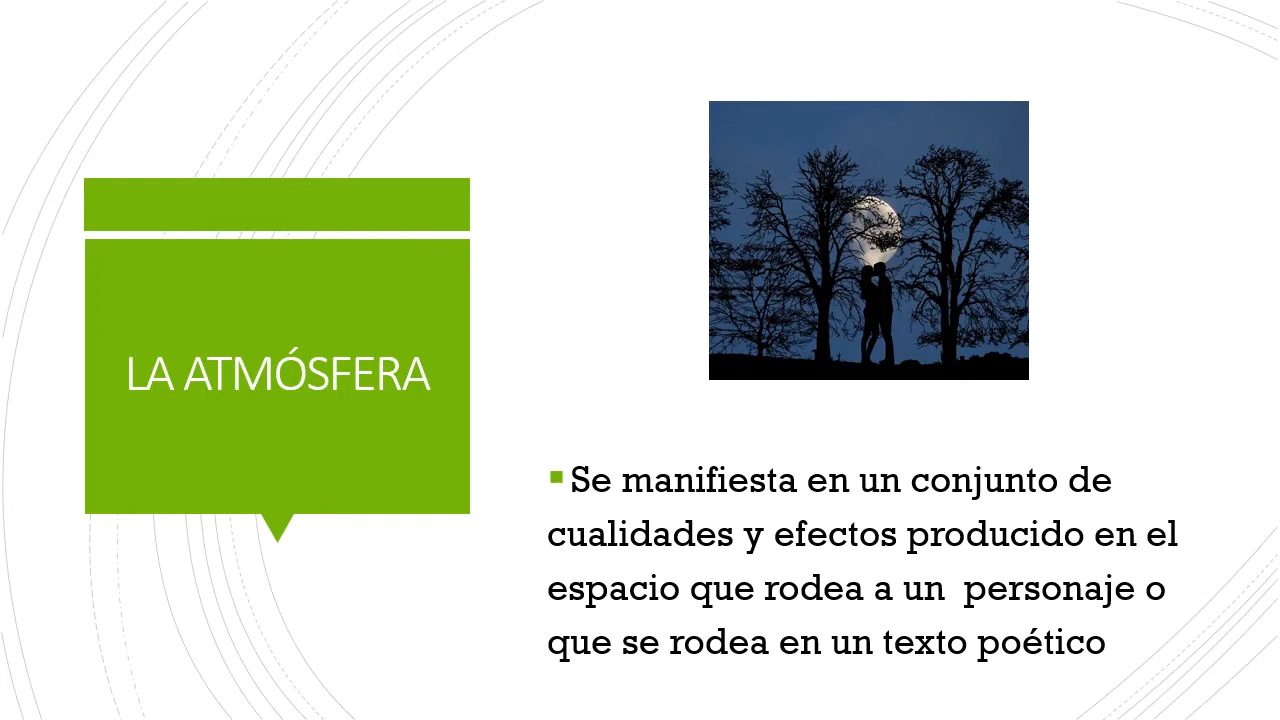 LA ATMÓSFERA
Se manifiesta en un conjunto de
cualidades y efectos producido en el
espacio que rodea a un personaje o
que se rodea en un texto poético